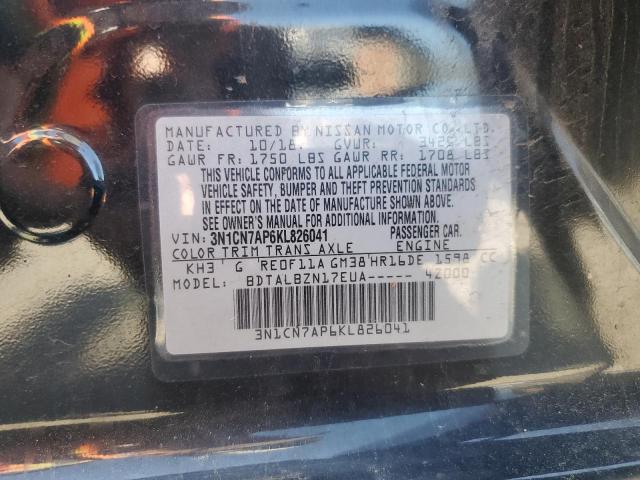 MANUFACTURED BY NISSAN MOTOR CO., LTD.
DATE: 10/18 GVWR: 3425 LBS
GAWR FR: 1750 LBS GAWR RR: 1708 LBS
THIS VEHICLE CONFORMS TO ALL APPLICABLE FEDERAL MOTOR
VEHICLE SAFETY, BUMPER AND THEFT PREVENTION STANDARDS
IN EFFECT ON THE DATE OF MANUFACTURE SHOWN ABOVE.
SEE OWNER'S MANUAL FOR ADDITIONAL INFORMATION.
VIN: 3N1CN7AP6KL826041 PASSENGER CAR.
COLOR TRIM TRANS AXLE ENGINE
KH3 G RE0F11A GM38 HR16DE 1598 CC
MODEL: BDTALBZN17EUA----- 42000
3N1CN7AP6KL826041